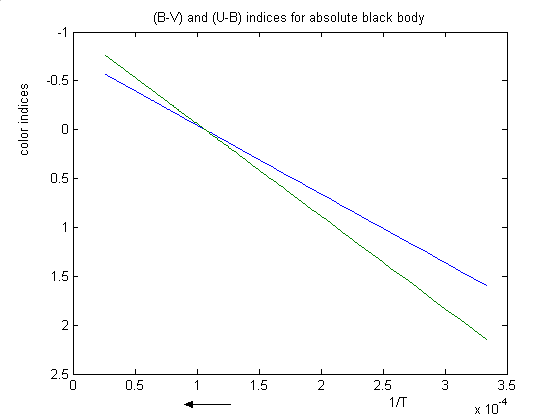 (B-V) and (U-B) indices for absolute black body
color indices
-1
-0.5
0
0.5
1
1.5
2
2.5
0 0.5 1 1.5 2 2.5 3 3.5
1/T
x 10⁻⁴